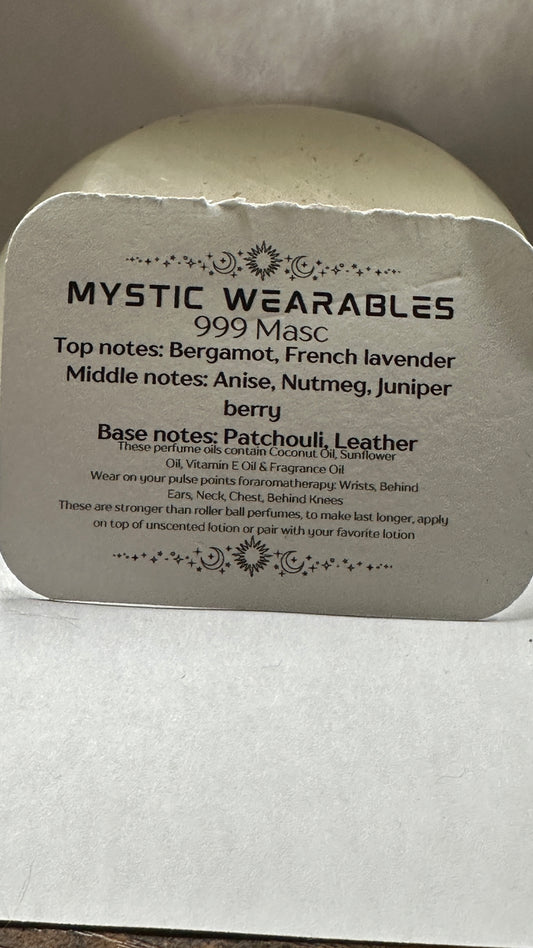 MYSTIC WEARABLES
999 Masc
Top notes: Bergamot, French lavender
Middle notes: Anise, Nutmeg, Juniper
berry
Base notes: Patchouli, Leather
These perfume oils contain Coconut Oil, Sunflower
Oil, Vitamin E Oil & Fragrance Oil
Wear on your pulse points foraromatherapy: Wrists, Behind
Ears, Neck, Chest, Behind Knees
These are stronger than roller ball perfumes, to make last longer, apply
on top of unscented lotion or pair with your favorite lotion